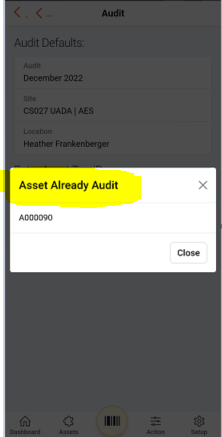 Audit
Audit Defaults:
Audit
December 2022
Site
CS027 UADA | AES
Location
Heather Frankenberger
Asset Already Audit
A000090
Close
Dashboard Assets Action Setup